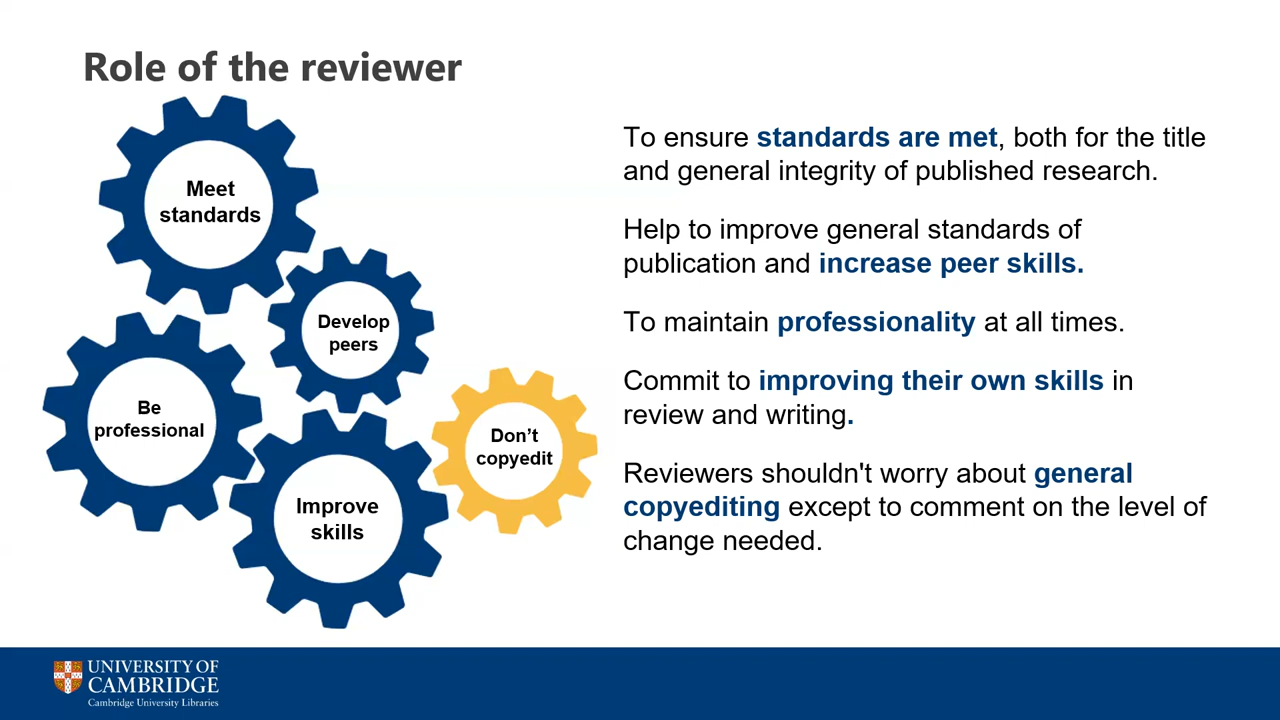 Role of the reviewer
Meet
standards
Develop
peers
Be
professional
Don’t
copyedit
Improve
skills
To ensure standards are met, both for the title
and general integrity of published research.
Help to improve general standards of
publication and increase peer skills.
To maintain professionality at all times.
Commit to improving their own skills in
review and writing.
Reviewers shouldn't worry about general
copyediting except to comment on the level of
change needed.
UNIVERSITY OF
CAMBRIDGE
Cambridge University Libraries